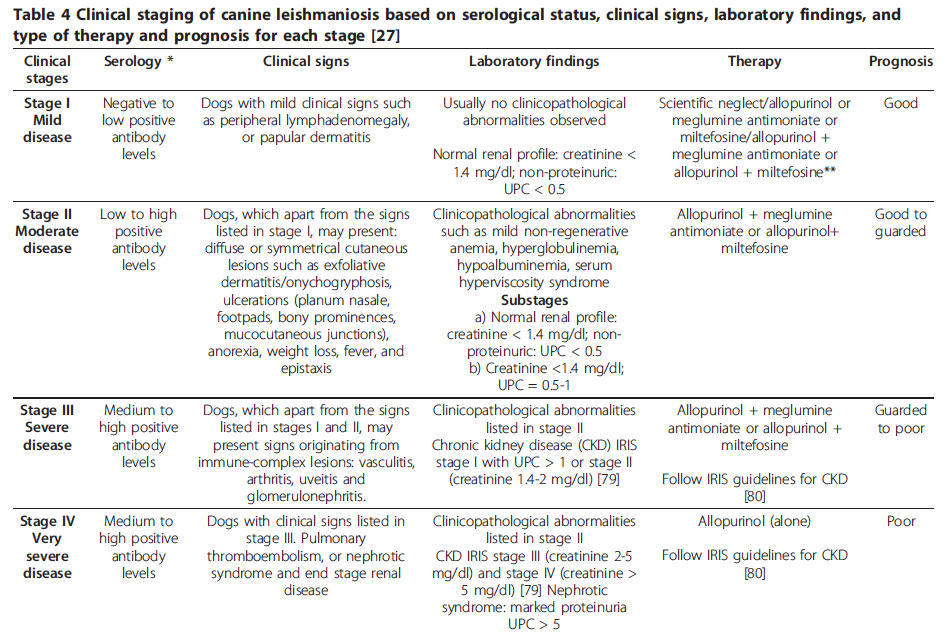 Table 4 Clinical staging of canine leishmaniosis based on serological status, clinical signs, laboratory findings, and
type of therapy and prognosis for each stage [27]
Clinical
stages
Serology *
Clinical signs
Laboratory findings
Therapy
Prognosis
Stage I
Mild
disease
Negative to
low positive
antibody
levels
Dogs with mild clinical signs such
as peripheral lymphadenomegaly,
or papular dermatitis
Usually no clinicopathological
abnormalities observed
Normal renal profile: creatinine <
1.4 mg/dl; non-proteinuric:
UPC < 0.5
Scientific neglect/allopurinol or
meglumine antimoniate or
miltefosine/allopurinol +
meglumine antimoniate or
allopurinol + miltefosine**
Good
Stage II
Moderate
disease
Low to high
positive
antibody
levels
Dogs, which apart from the signs
listed in stage I, may present:
diffuse or symmetrical cutaneous
lesions such as exfoliative
dermatitis/onychogryphosis,
ulcerations (planum nasale,
footpads, bony prominences,
mucocutaneous junctions),
anorexia, weight loss, fever, and
epistaxis
Clinicopathological abnormalities
such as mild non-regenerative
anemia, hyperglobulinemia,
hypoalbuminemia, serum
hyperviscosity syndrome
Substages
a) Normal renal profile:
creatinine < 1.4 mg/dl; non-
proteinuric: UPC < 0.5
b) Creatinine <1.4 mg/dl;
UPC = 0.5-1
Allopurinol + meglumine
antimoniate or allopurinol+
miltefosine
Good to
guarded
Stage III
Severe
disease
Medium to
high positive
antibody
levels
Dogs, which apart from the signs
listed in stages I and II, may
present signs originating from
immune-complex lesions: vasculitis,
arthritis, uveitis and
glomerulonephritis.
Clinicopathological abnormalities
listed in stage II
Chronic kidney disease (CKD) IRIS
stage I with UPC > 1 or stage II
(creatinine 1.4-2 mg/dl) [79]
Allopurinol + meglumine
antimoniate or allopurinol +
miltefosine
Follow IRIS guidelines for CKD
[80]
Guarded
to poor
Stage IV
Very
severe
disease
Medium to
high positive
antibody
levels
Dogs with clinical signs listed in
stage III. Pulmonary
thromboembolism, or nephrotic
syndrome and end stage renal
disease
Clinicopathological abnormalities
listed in stage II
CKD IRIS stage III (creatinine 2-5
mg/dl) and stage IV (creatinine >
5 mg/dl) [79] Nephrotic
syndrome: marked proteinuria
UPC > 5
Allopurinol (alone)
Follow IRIS guidelines for CKD
[80]
Poor